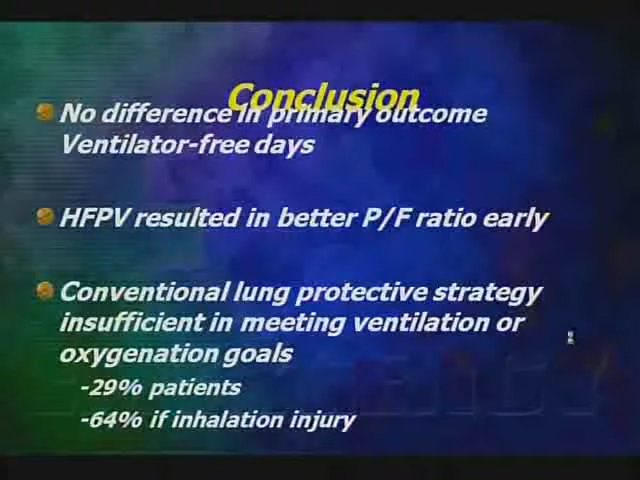 Conclusion
No difference in primary outcome
Ventilator-free days
HFPV resulted in better P/F ratio early
Conventional lung protective strategy
insufficient in meeting ventilation or
oxygenation goals
-29% patients
-64% if inhalation injury